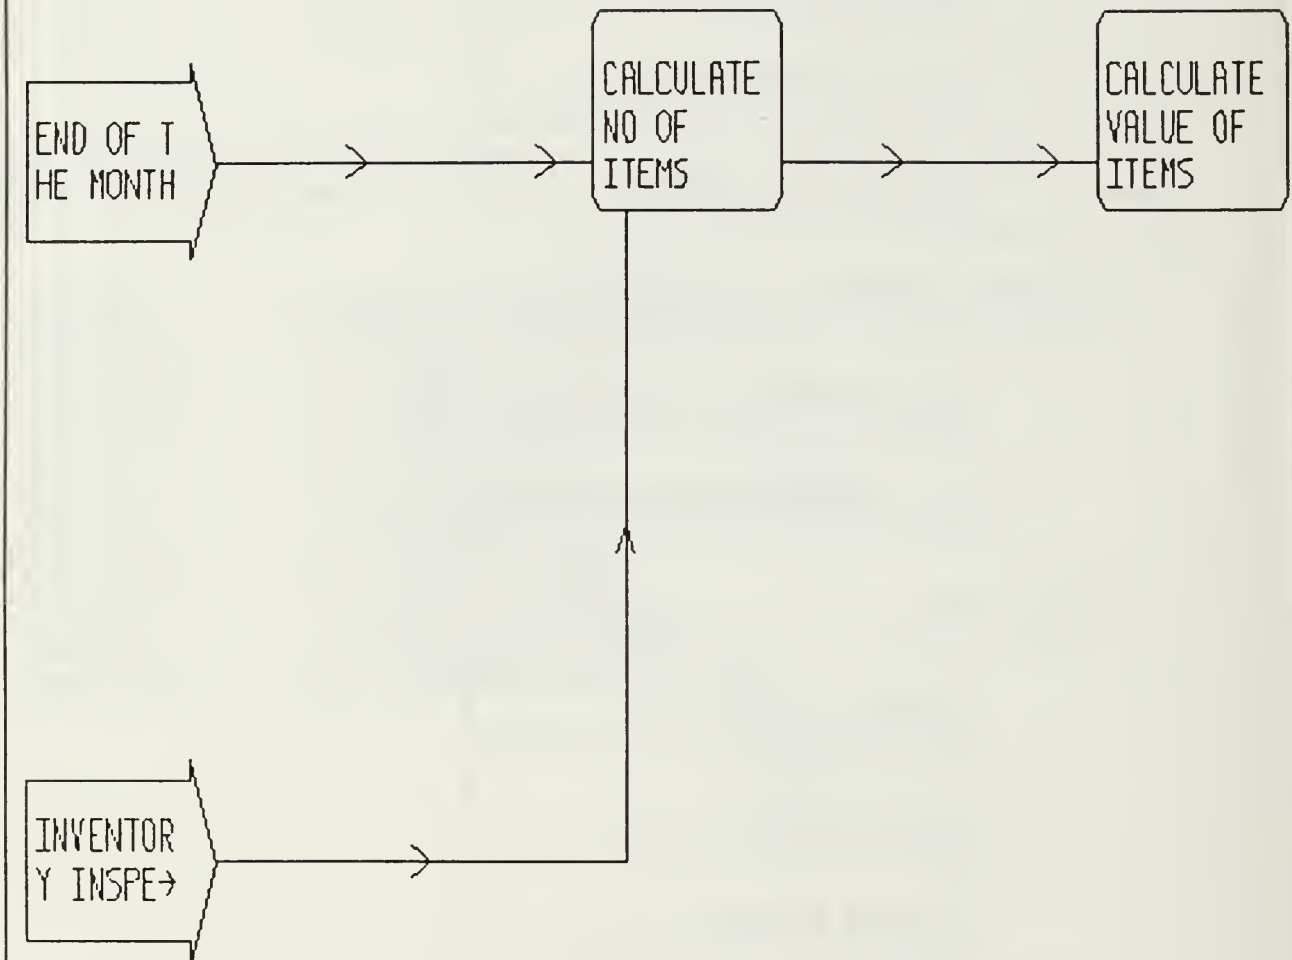 END OF T
HE MONTH
CALCULATE
NO OF
ITEMS
CALCULATE
VALUE OF
ITEMS
INVENTOR
Y INSPE→